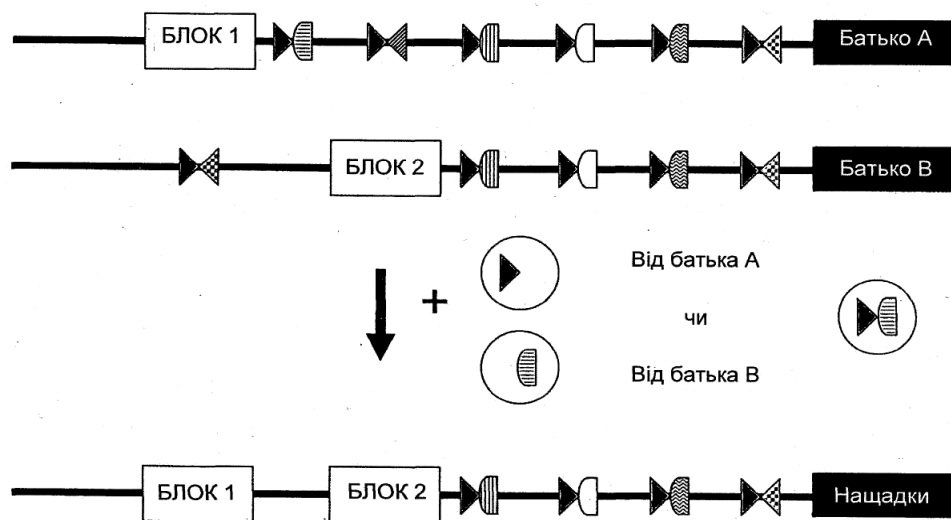 БЛОК 1
Батько А
БЛОК 2
Батько В
+
Від батька А
чи
Від батька В
БЛОК 1
БЛОК 2
Нащадки